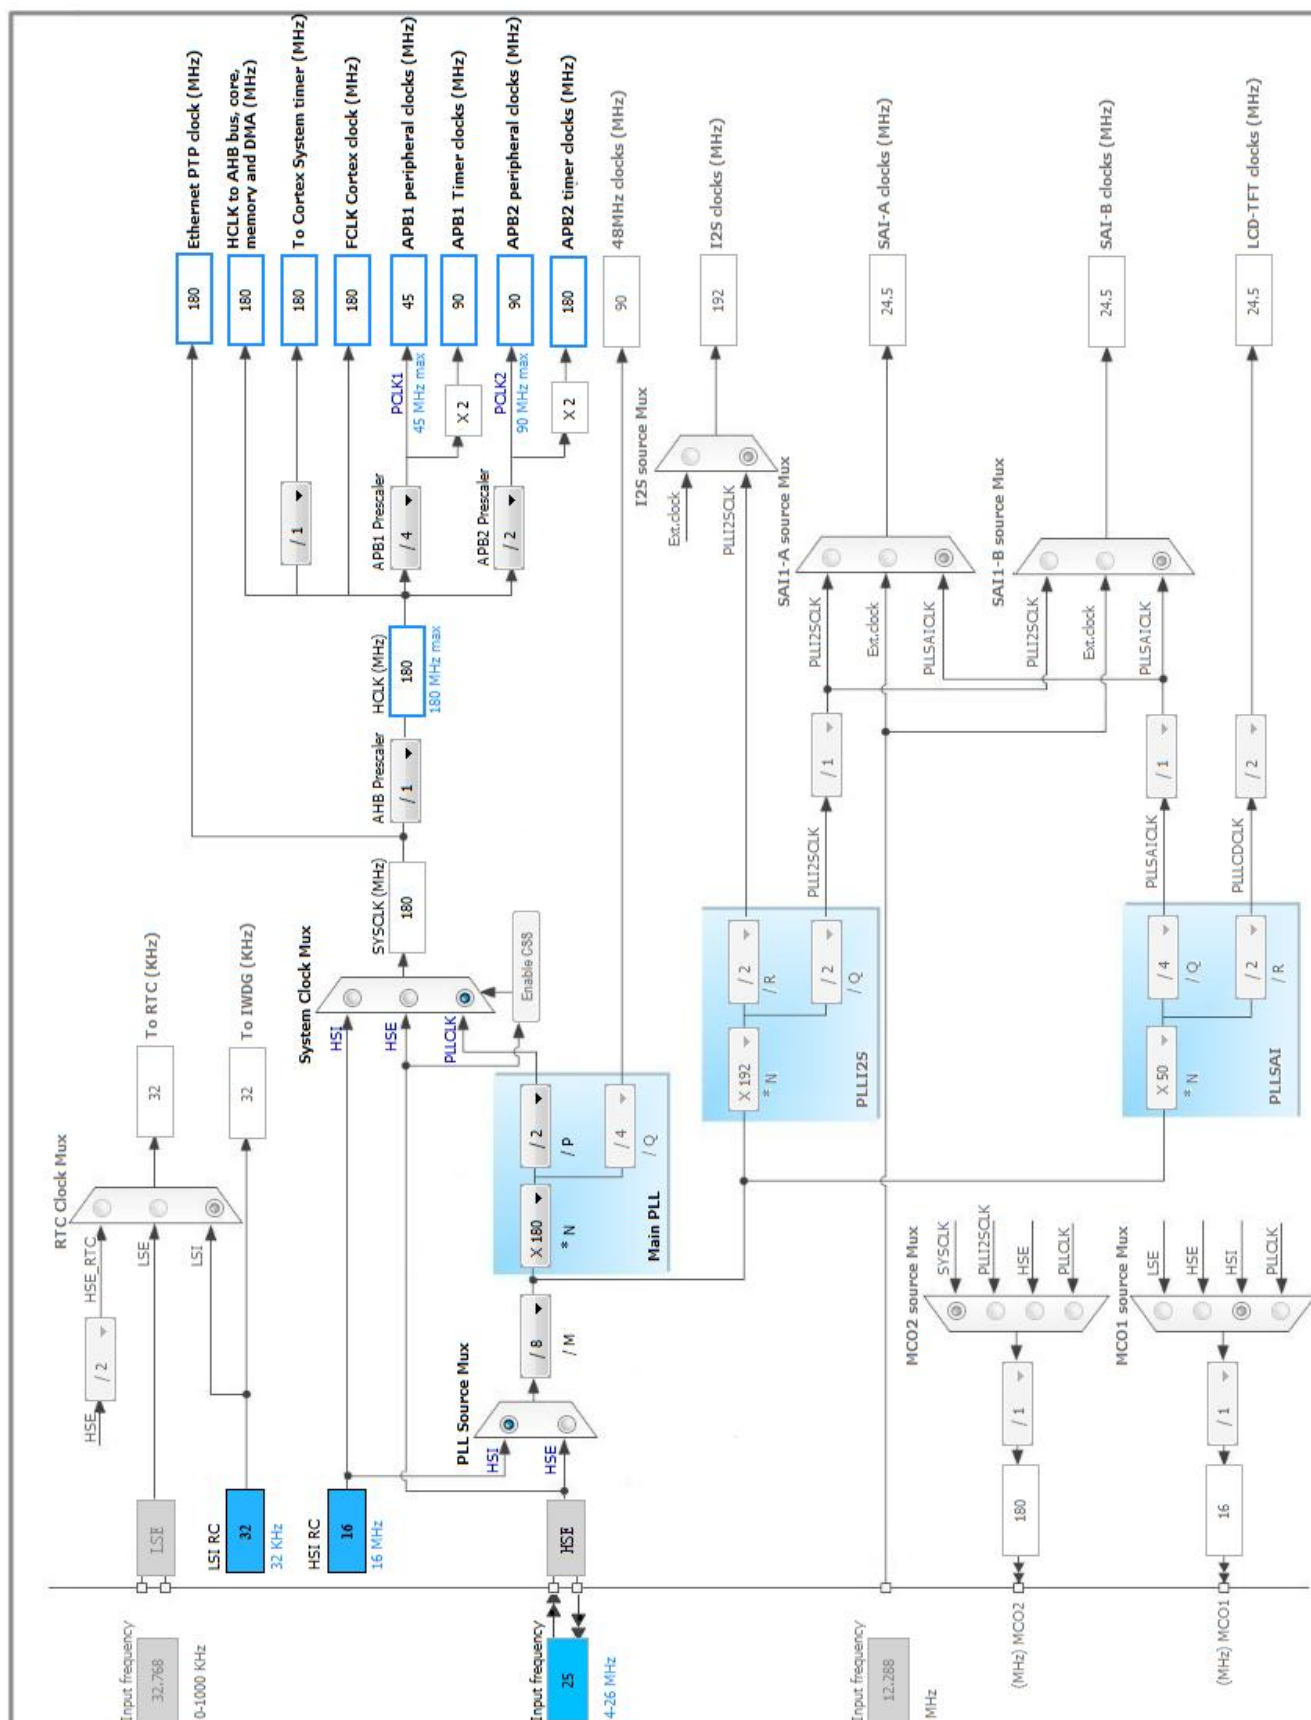 Input frequency
32.768
0-1000 KHz
LSE
HSE
/ 2
HSE_RTC
LSE
LSI
RTC Clock Mux
32
To RTC (KHz)
LSI RC
32
32 KHz
32
To IWDG (KHz)
HSI RC
16
16 MHz
Input frequency
25
4-26 MHz
HSE
PLL Source Mux
HSI
HSE
/ 8
/ M
X 180
* N
/ 2
/ P
/ 4
/ Q
Main PLL
System Clock Mux
HSI
HSE
PLLCLK
Enable CSS
SYSCLK (MHz)
180
AHB Prescaler
/ 1
HCLK (MHz)
180
180 MHz max
/ 1
APB1 Prescaler
/ 4
PCLK1
45 MHz max
X 2
APB2 Prescaler
/ 2
PCLK2
90 MHz max
X 2
180
Ethernet PTP clock (MHz)
180
HCLK to AHB bus, core,
memory and DMA (MHz)
180
To Cortex System timer (MHz)
180
FCLK Cortex clock (MHz)
45
APB1 peripheral clocks (MHz)
90
APB1 Timer clocks (MHz)
90
APB2 peripheral clocks (MHz)
180
APB2 timer clocks (MHz)
90
48MHz clocks (MHz)
X 192
* N
/ 2
/ R
/ 2
/ Q
PLLI2S
I2S source Mux
Ext.clock
PLLI2SCLK
192
I2S clocks (MHz)
PLLI2SCLK
/ 1
SAI1-A source Mux
PLLI2SCLK
Ext.clock
PLLSAICLK
24.5
SAI-A clocks (MHz)
SAI1-B source Mux
PLLI2SCLK
Ext.clock
PLLSAICLK
24.5
SAI-B clocks (MHz)
X 50
* N
/ 4
/ Q
/ 2
/ R
PLLSAI
PLLSAICLK
/ 1
PLLLCDCLK
/ 2
24.5
LCD-TFT clocks (MHz)
Input frequency
12.288
MHz
MCO2 source Mux
SYSCLK
PLLI2SCLK
HSE
PLLCLK
/ 1
180
(MHz) MCO2
MCO1 source Mux
LSE
HSE
HSI
PLLCLK
/ 1
16
(MHz) MCO1